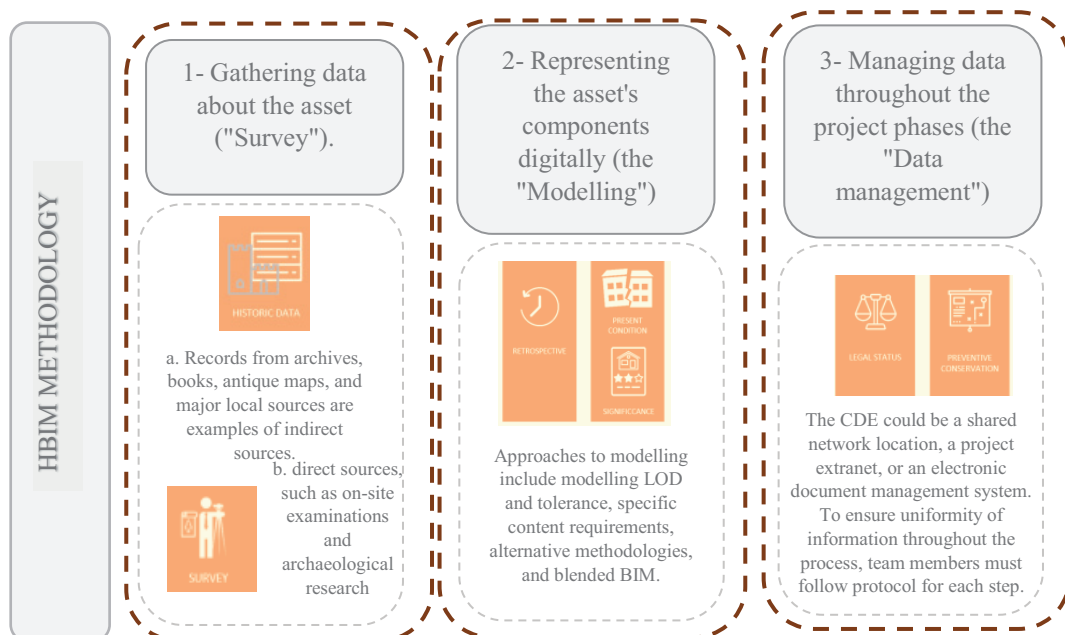 HBIM METHODOLOGY
1- Gathering data
about the asset
("Survey").
HISTORIC DATA
a. Records from archives,
books, antique maps, and
major local sources are
examples of indirect
sources.
b. direct sources,
such as on-site
examinations
and
archaeological
research
SURVEY
2- Representing
the asset's
components
digitally (the
"Modelling")
RETROSPECTIVE
PRESENT
CONDITION
SIGNIFICCANCE
Approaches to modelling
include modelling LOD
and tolerance, specific
content requirements,
alternative methodologies,
and blended BIM.
3- Managing data
throughout the
project phases (the
"Data
management")
LEGAL STATUS
PREVENTIVE
CONSERVATION
The CDE could be a shared
network location, a project
extranet, or an electronic
document management system.
To ensure uniformity of
information throughout the
process, team members must
follow protocol for each step.